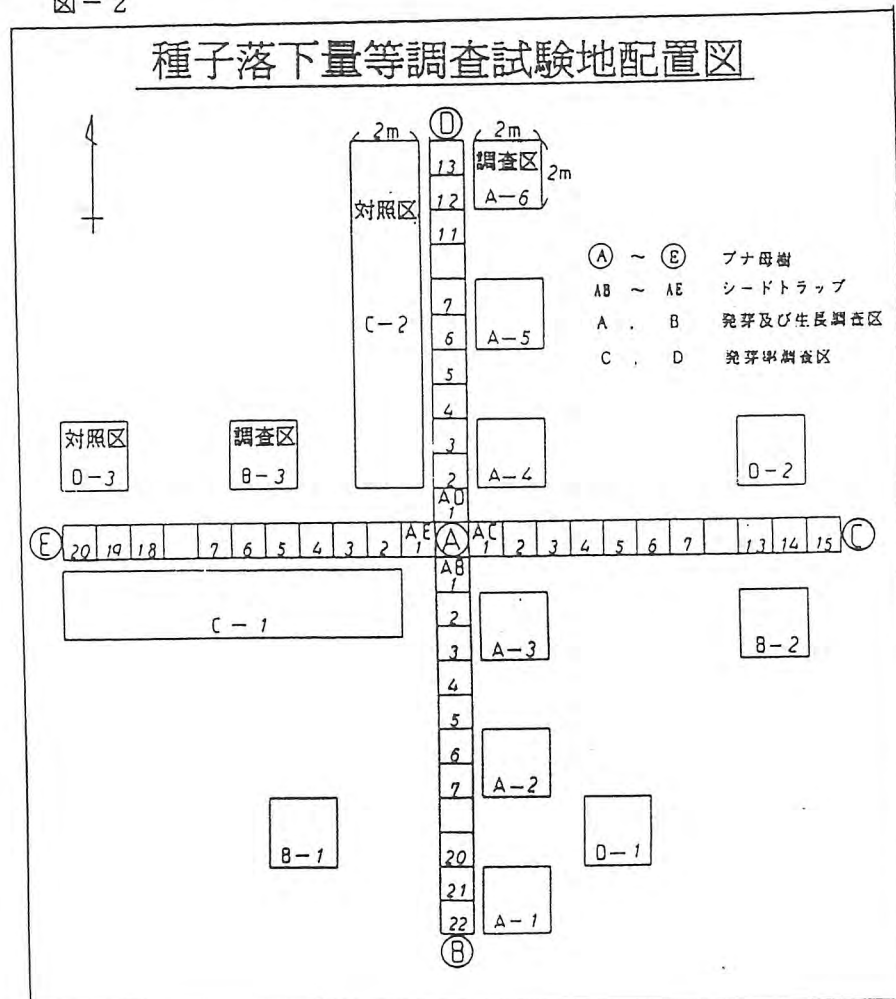 図-2
種子落下量等調査試験地配置図
2m
D
2m
13
調査区
2m
12
A-6
対照区
11
A ～ E ブナ母樹
AB ～ AE シードトラップ
7
C-2
A . B 発芽及び生長調査区
6
A-5
C . D 発芽率調査区
5
4
対照区
調査区
3
D-3
B-3
2
A-4
D-2
AD
1
E
20 19 18 7 6 5 4 3 2 AE 1
A
AC 1 2 3 4 5 6 7 13 14 15
C
AB
1
C-1
2
3
A-3
B-2
4
5
6
7
A-2
B-1
20
D-1
21
22
A-1
B